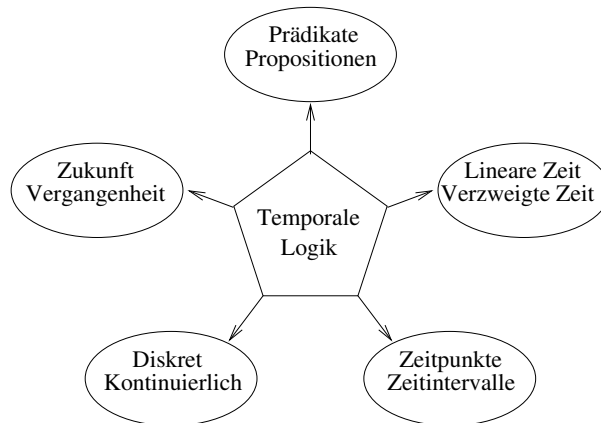 Prädikate
Propositionen
Zukunft
Vergangenheit
Lineare Zeit
Verzweigte Zeit
Temporale
Logik
Diskret
Kontinuierlich
Zeitpunkte
Zeitintervalle